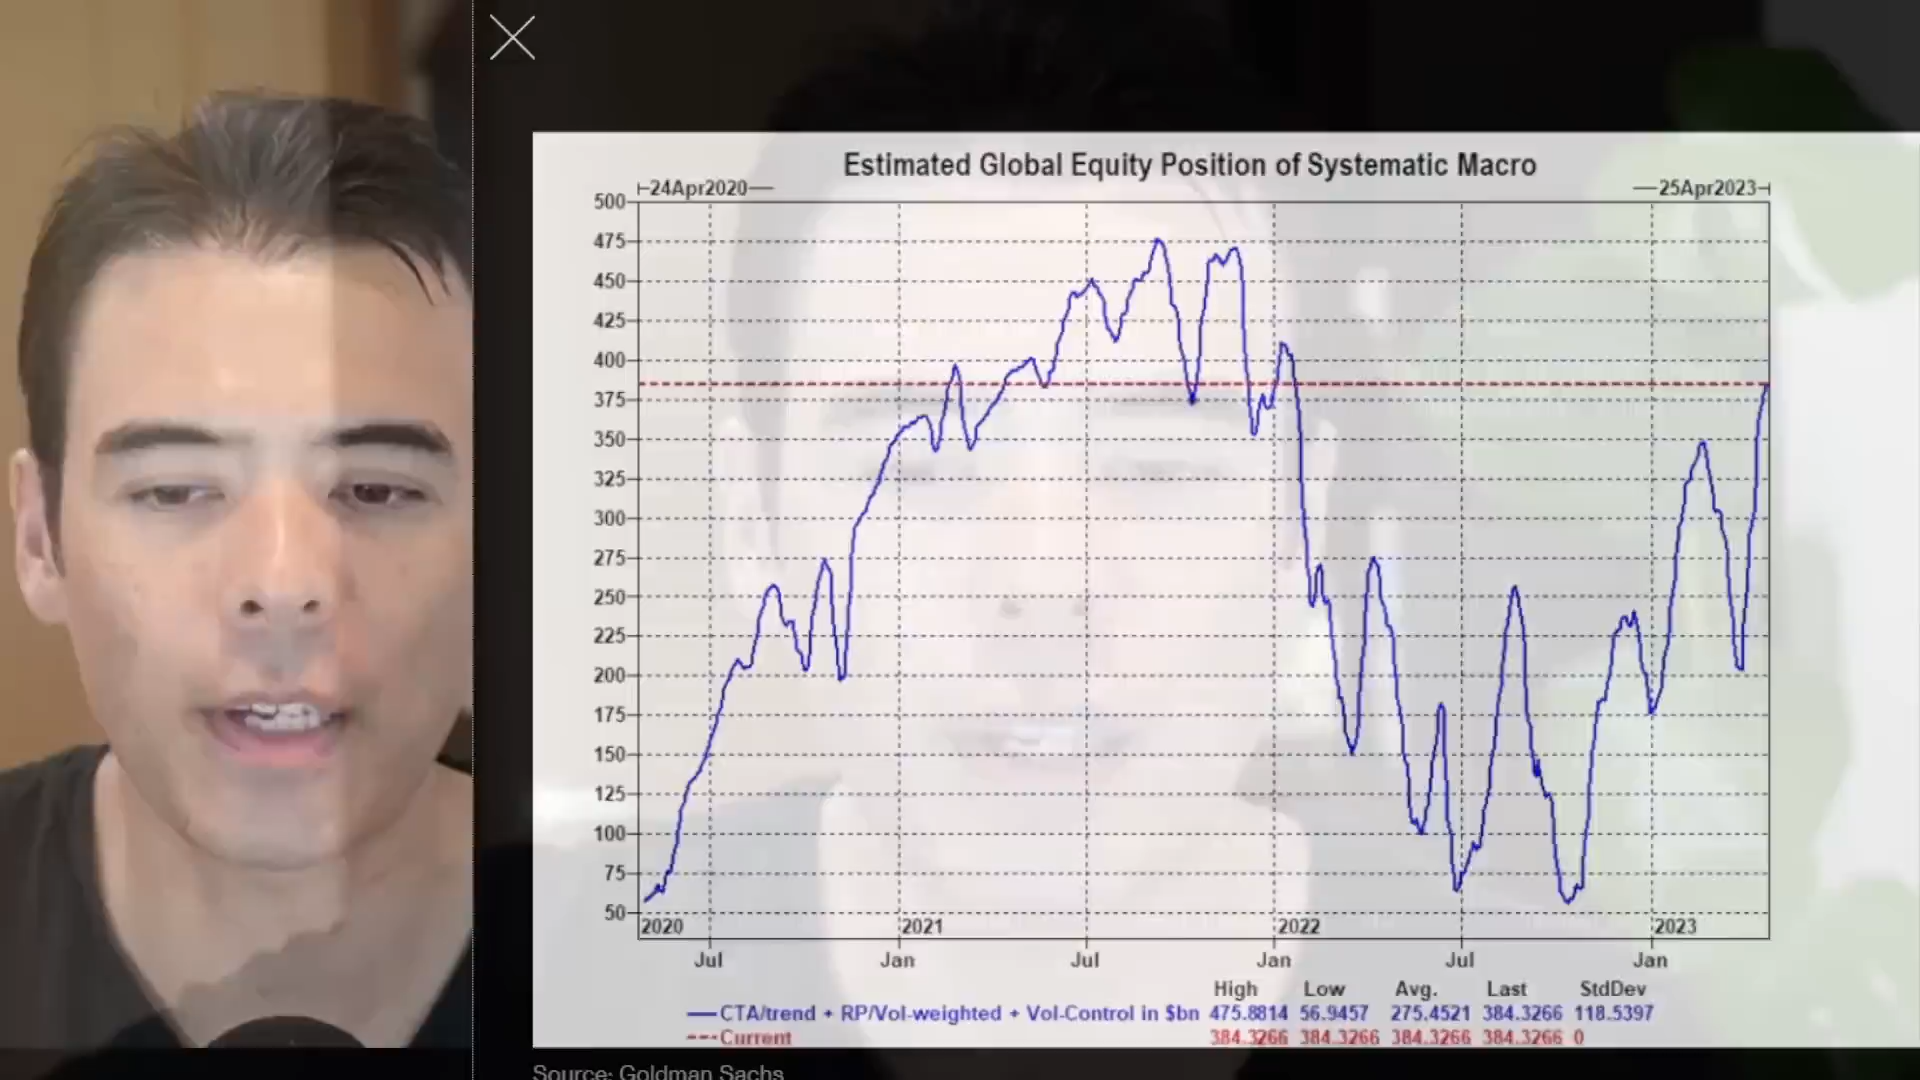 Estimated Global Equity Position of Systematic Macro
24Apr2020
25Apr2023
500
475
450
425
400
375
350
325
300
275
250
225
200
175
150
125
100
75
50
2020 2021 2022 2023
Jul Jan Jul Jan Jul Jan
High Low Avg. Last StdDev
CTA/trend + RP/Vol-weighted + Vol-Control in $bn 475.8814 56.9457 275.4521 384.3266 118.5397
Current 384.3266 384.3266 384.3266 384.3266 0
Source: Goldman Sachs